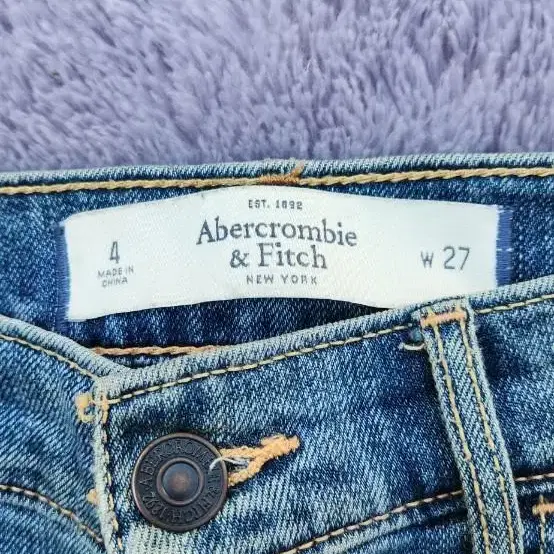 EST. 1892
Abercrombie
& Fitch
NEW YORK
4
MADE IN
CHINA
W 27